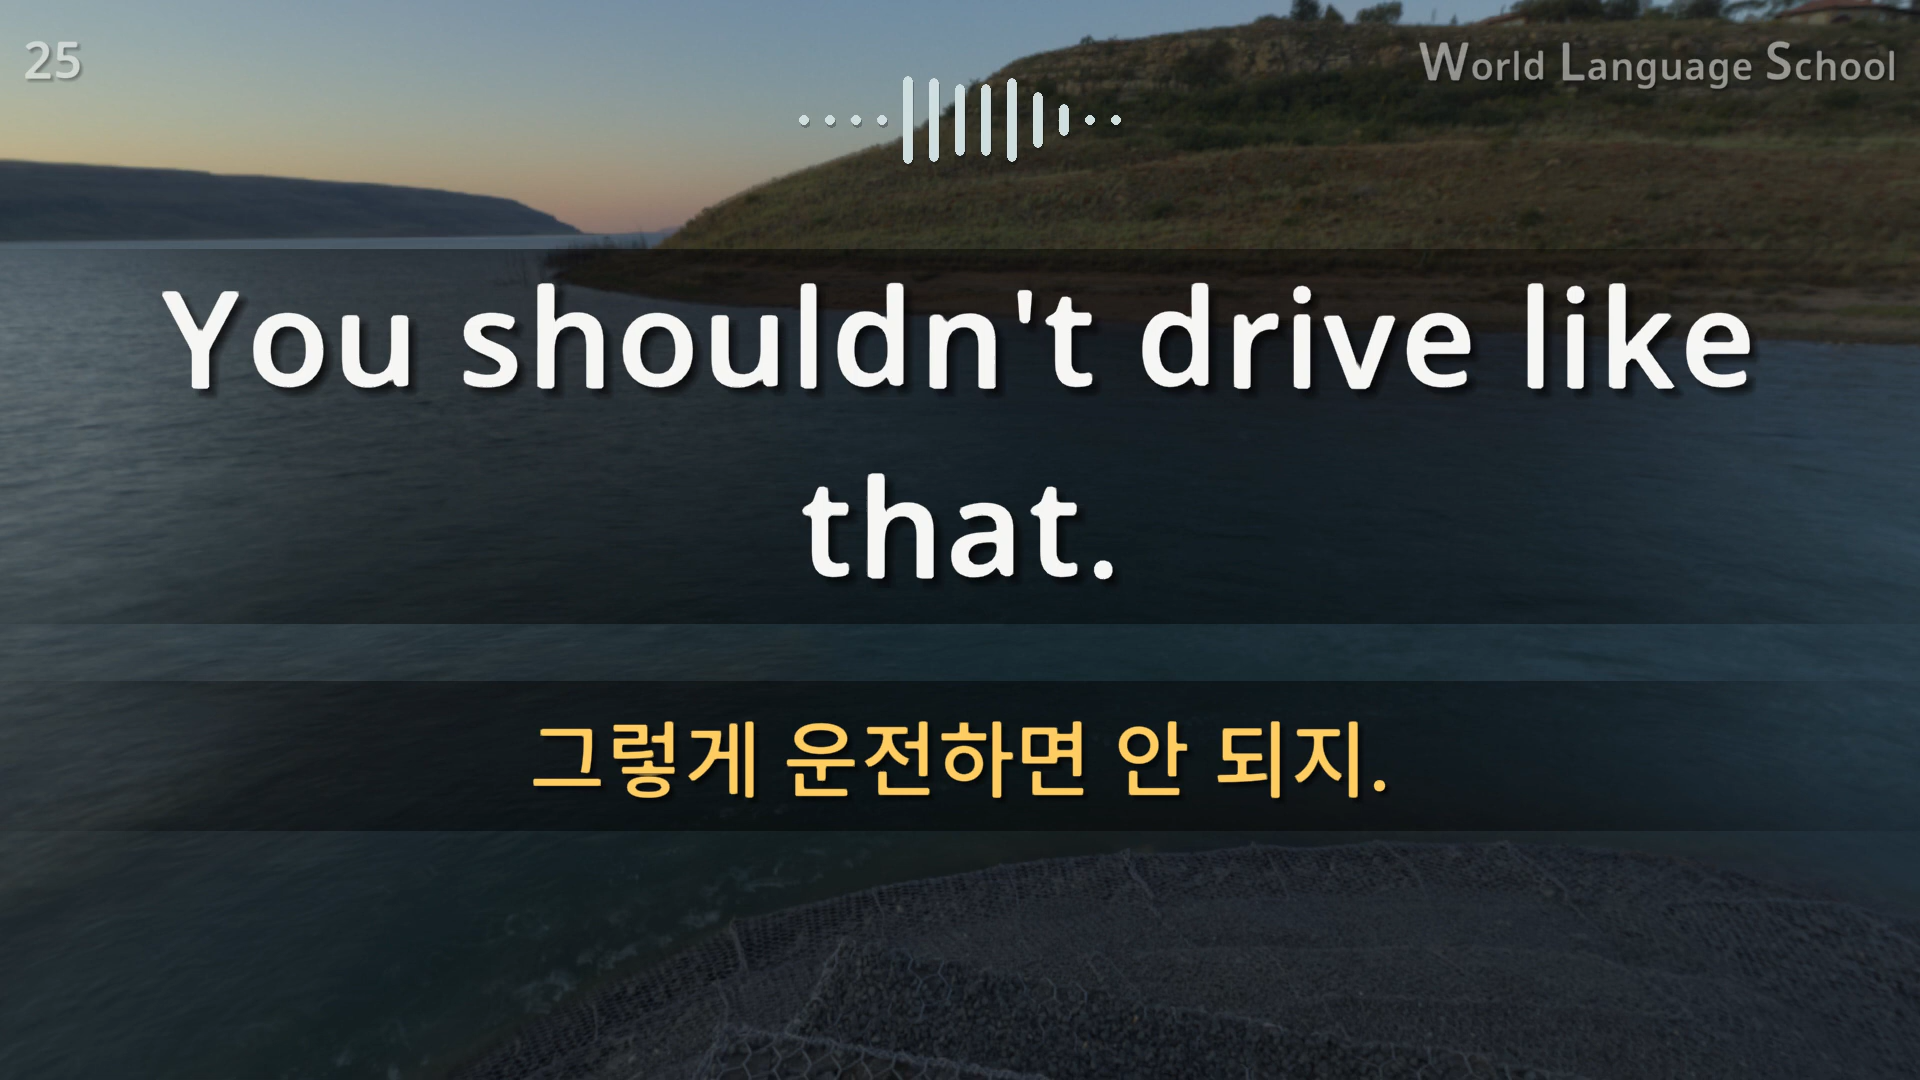 25
World Language School
You shouldn't drive like
that.
그렇게 운전하면 안 되지.